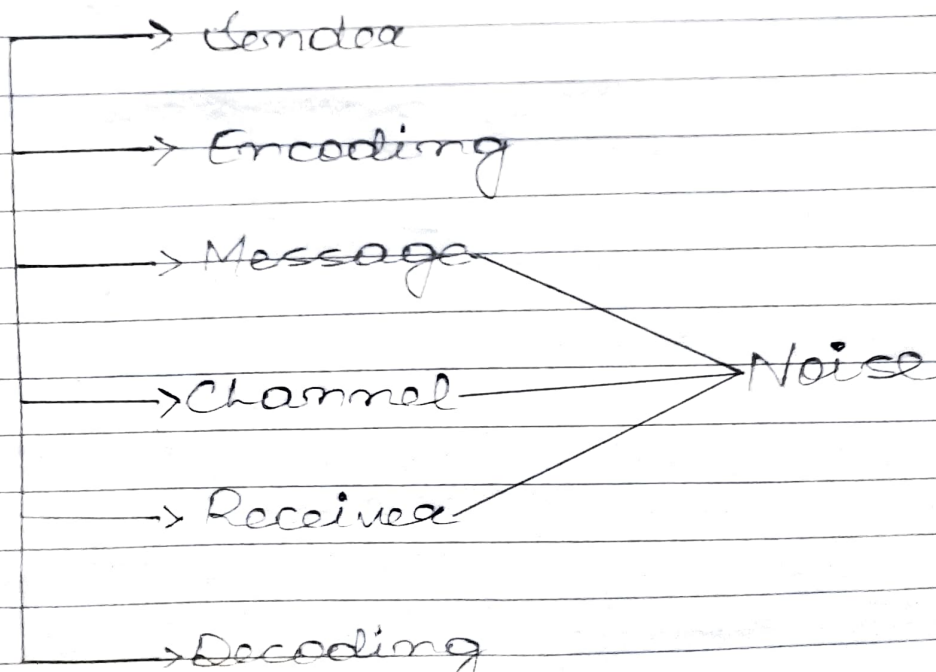 Sender
Encoding
Message
Channel
Noise
Receiver
Decoding